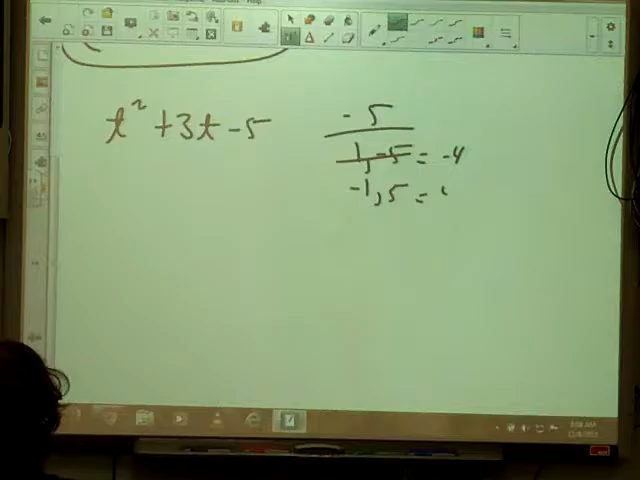 t² + 3t - 5
- 5
1, -5 = -4
-1, 5 =